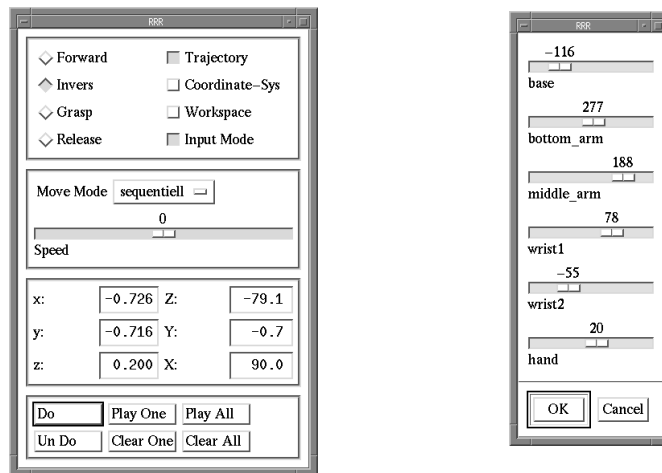 RRR
Forward Trajectory
Invers Coordinate-Sys
Grasp Workspace
Release Input Mode
Move Mode sequentiell
0
Speed
x: -0.726 Z: -79.1
y: -0.716 Y: -0.7
z: 0.200 X: 90.0
Do Play One Play All
Un Do Clear One Clear All
RRR
-116
base
277
bottom_arm
188
middle_arm
78
wrist1
-55
wrist2
20
hand
OK Cancel